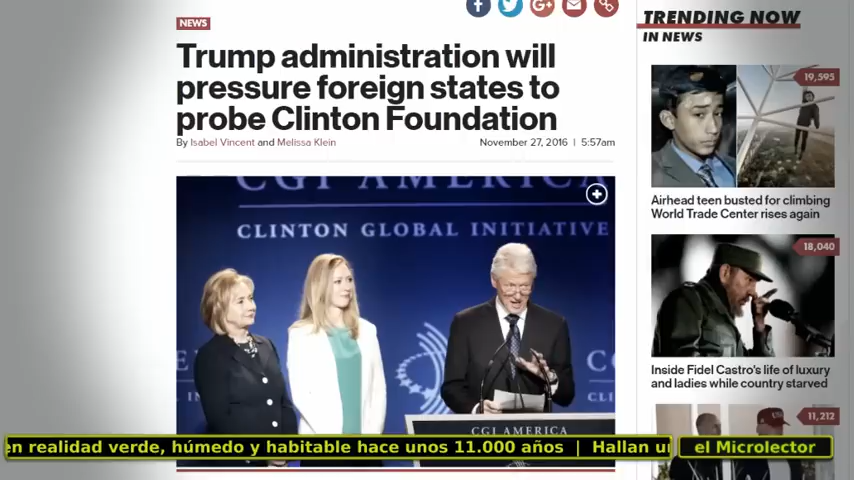 NEWS
Trump administration will
pressure foreign states to
probe Clinton Foundation
By Isabel Vincent and Melissa Klein
November 27, 2016 | 5:57am
CGI AMERICA
CLINTON GLOBAL INITIATIVE
CGI AMERICA
TRENDING NOW
IN NEWS
19,595
Airhead teen busted for climbing
World Trade Center rises again
18,040
Inside Fidel Castro's life of luxury
and ladies while country starved
11,212
en realidad verde, húmedo y habitable hace unos 11.000 años | Hallan
el Microlector